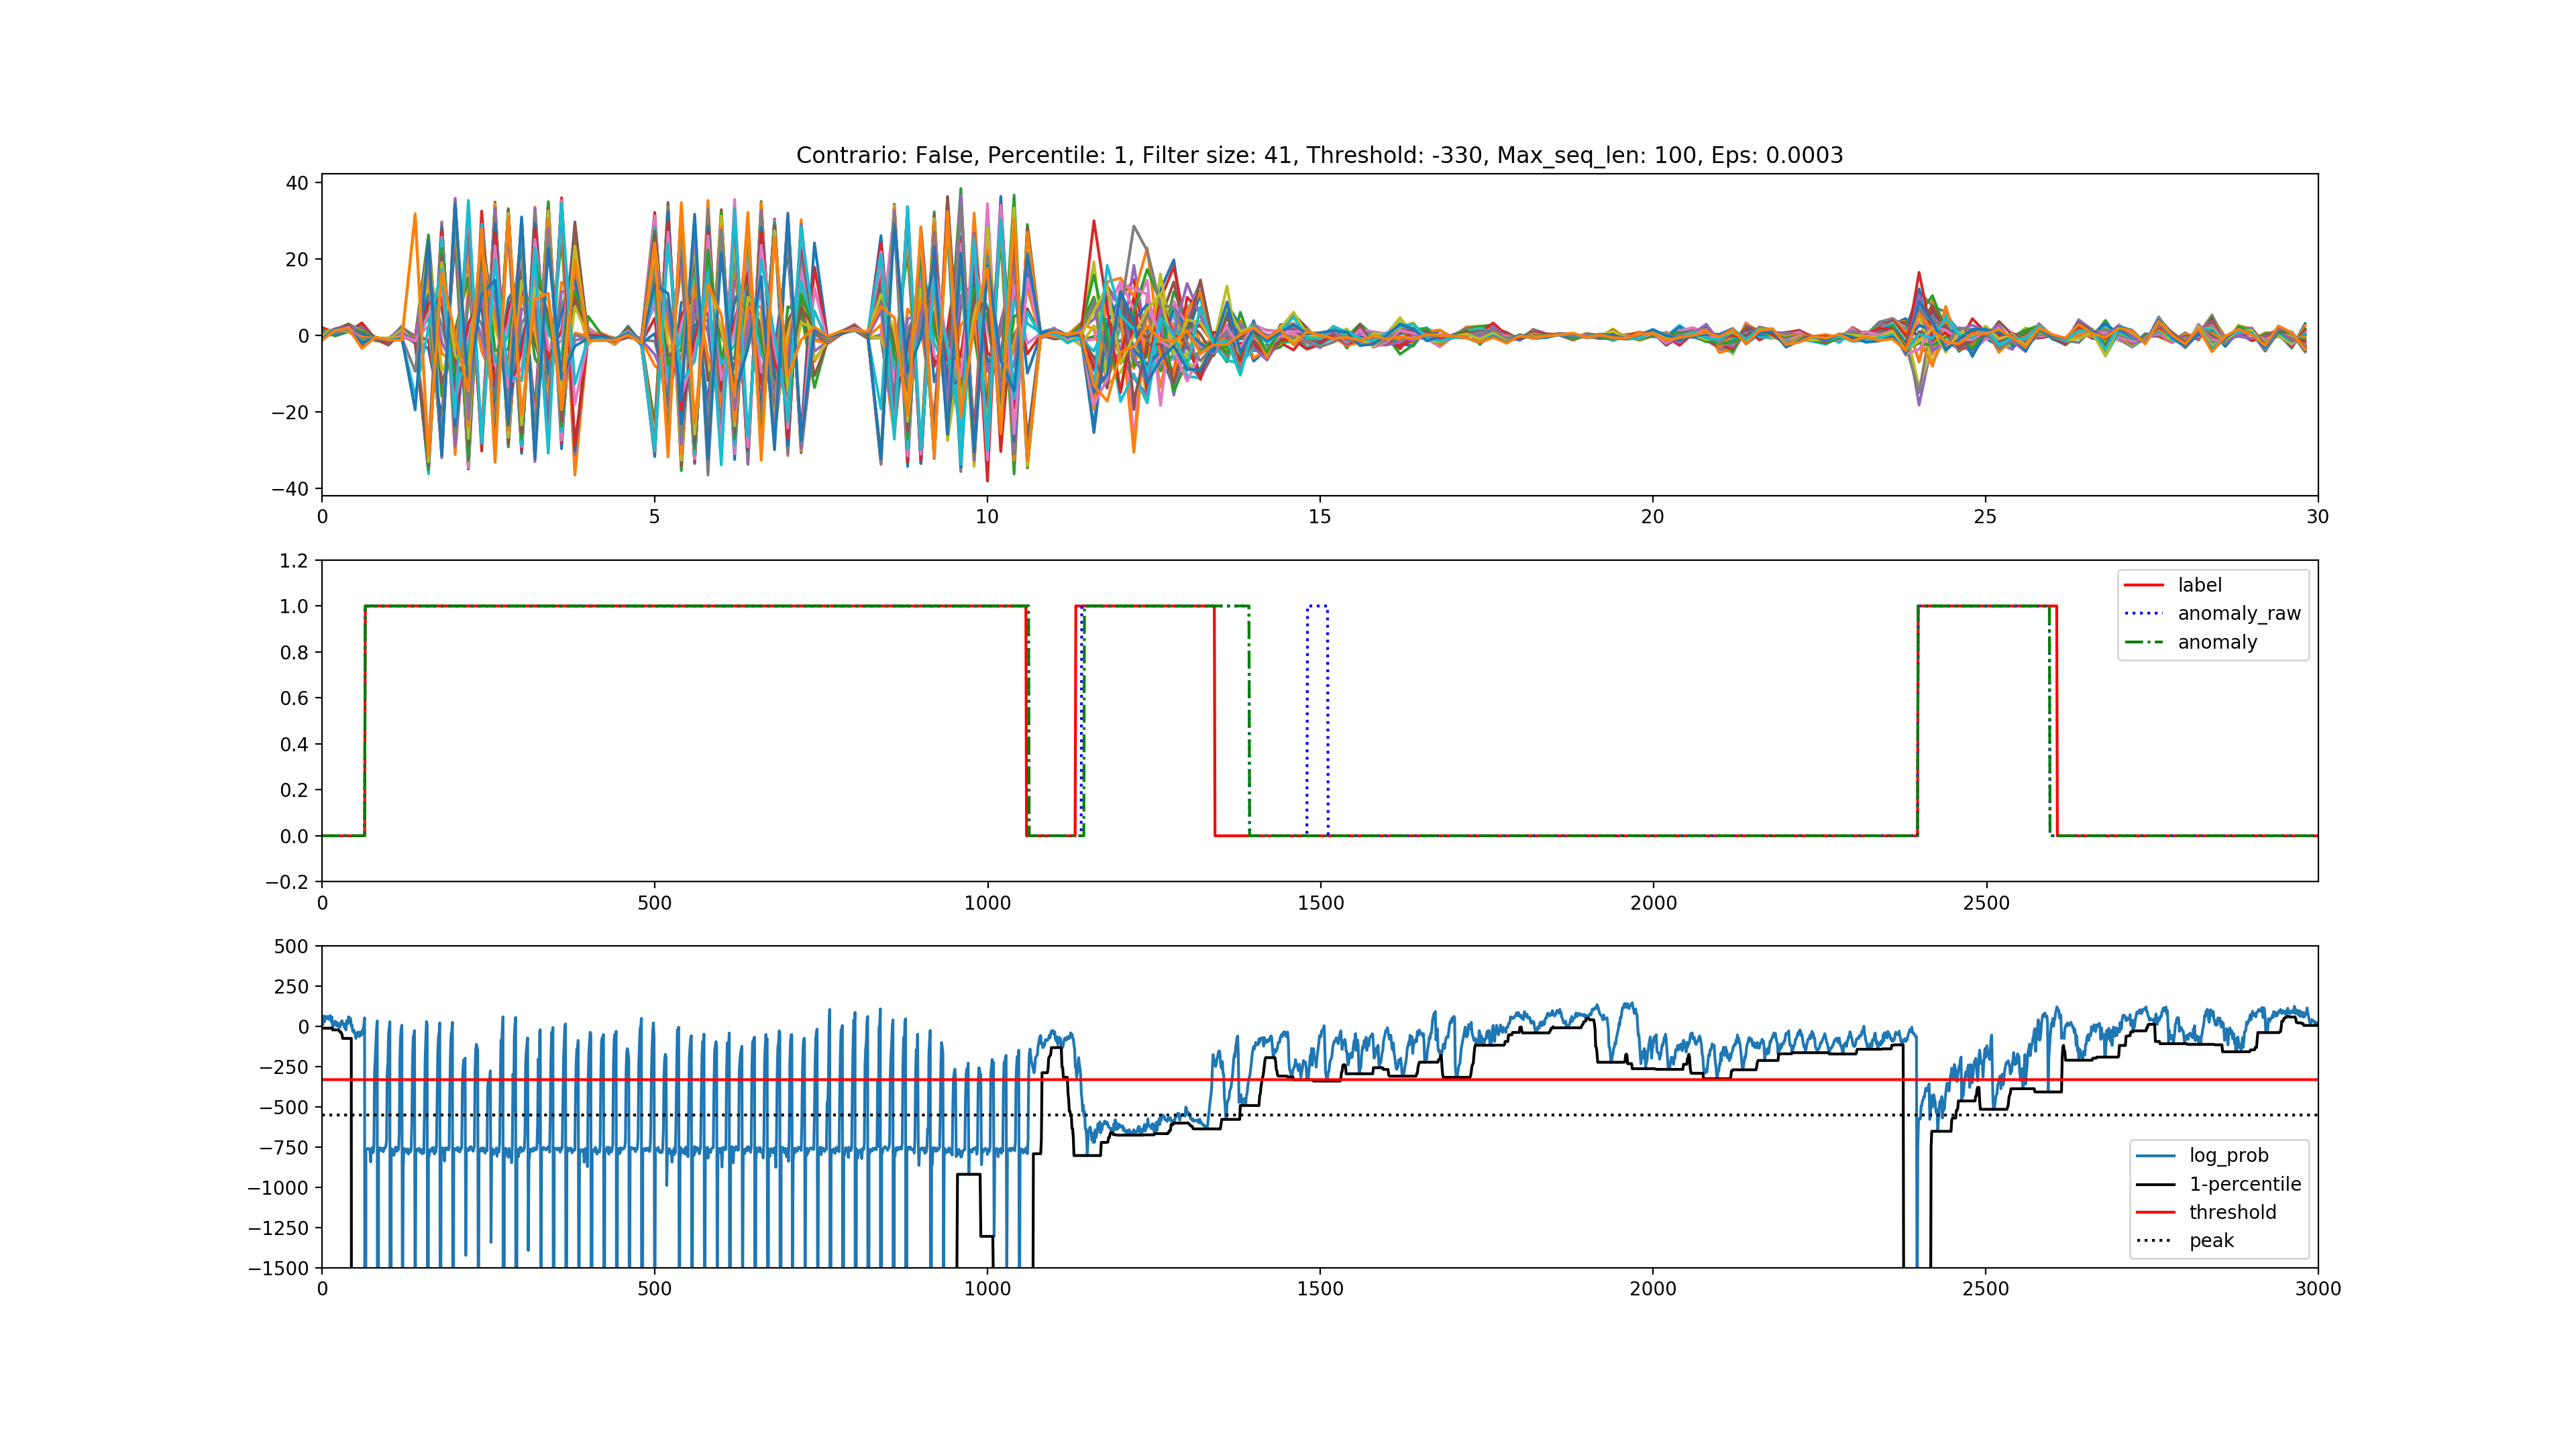 Contrario: False, Percentile: 1, Filter size: 41, Threshold: -330, Max_seq_len: 100, Eps: 0.0003
40
20
0
−20
−40
0 5 10 15 20 25 30
1.2
1.0
0.8
0.6
0.4
0.2
0.0
−0.2
label
anomaly_raw
anomaly
0 500 1000 1500 2000 2500
500
250
0
−250
−500
−750
−1000
−1250
−1500
log_prob
1-percentile
threshold
peak
0 500 1000 1500 2000 2500 3000